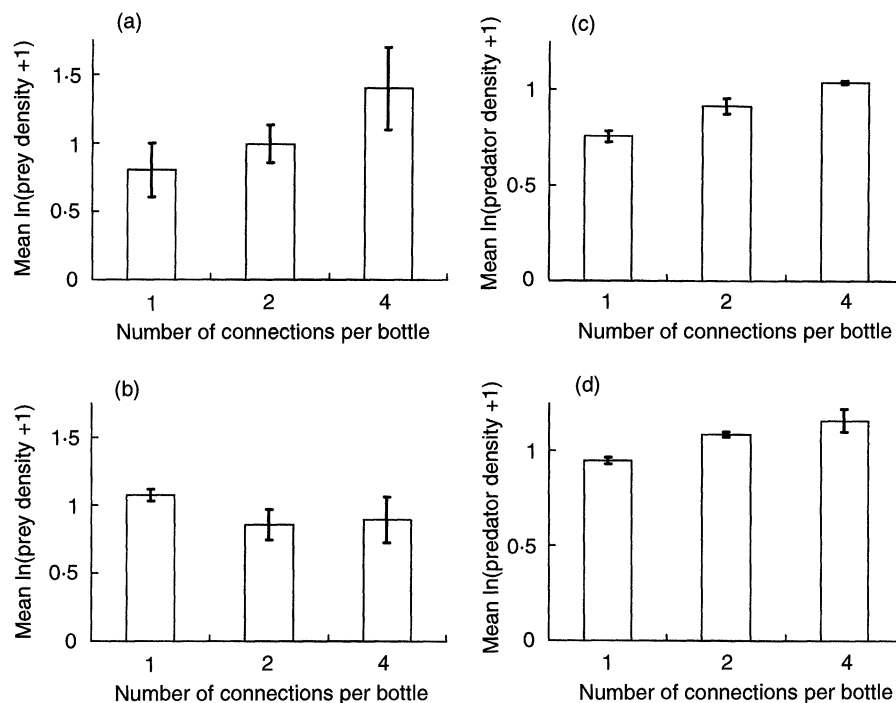 (a)
Mean ln(prey density +1)
1·5
1
0·5
0
1
2
4
Number of connections per bottle
(c)
Mean ln(predator density +1)
1
0·5
0
1
2
4
Number of connections per bottle
(b)
Mean ln(prey density +1)
1·5
1
0·5
0
1
2
4
Number of connections per bottle
(d)
Mean ln(predator density +1)
1
0·5
0
1
2
4
Number of connections per bottle